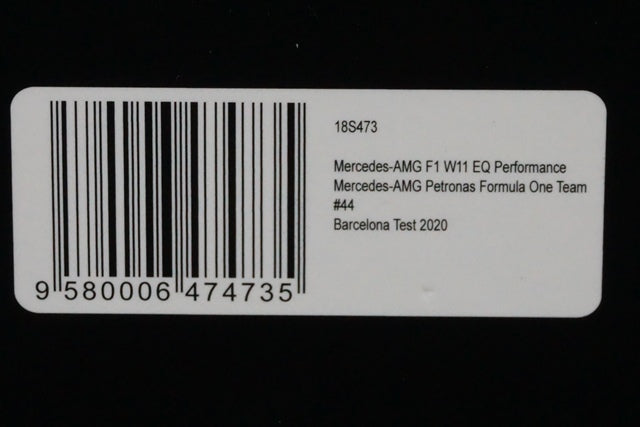 18S473
Mercedes-AMG F1 W11 EQ Performance
Mercedes-AMG Petronas Formula One Team
#44
Barcelona Test 2020
9 580006 474735